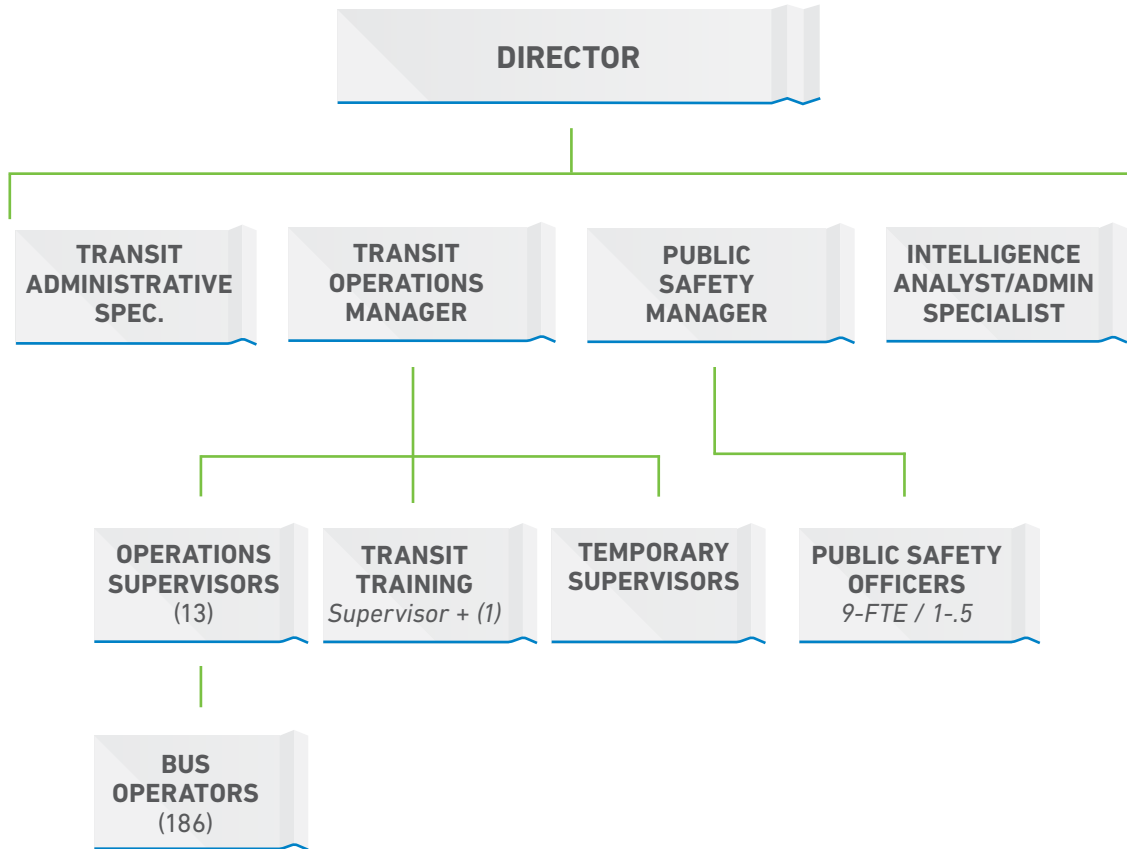 DIRECTOR
TRANSIT
ADMINISTRATIVE
SPEC.
TRANSIT
OPERATIONS
MANAGER
PUBLIC
SAFETY
MANAGER
INTELLIGENCE
ANALYST/ADMIN
SPECIALIST
OPERATIONS
SUPERVISORS
(13)
TRANSIT
TRAINING
Supervisor + (1)
TEMPORARY
SUPERVISORS
PUBLIC SAFETY
OFFICERS
9-FTE / 1-.5
BUS
OPERATORS
(186)